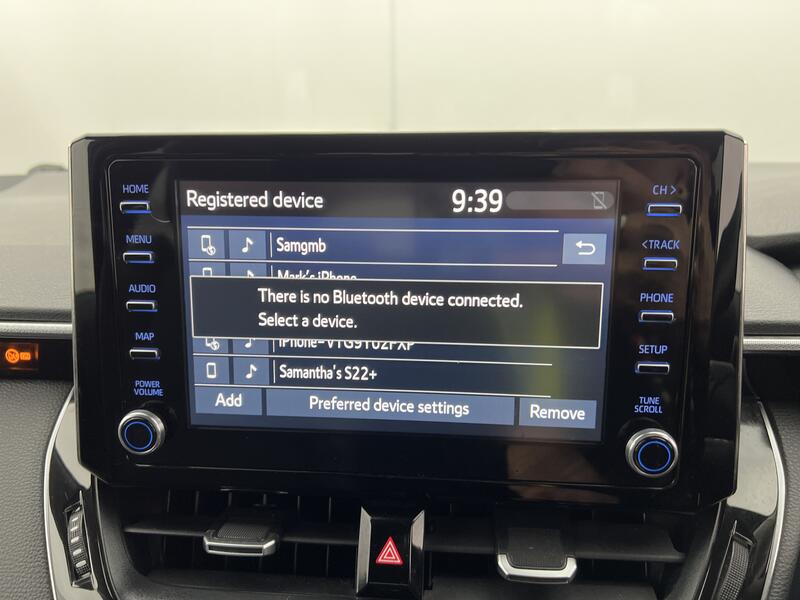 HOME
MENU
AUDIO
MAP
POWER
VOLUME
Registered device
9:39
Samgmb
Mark's iPhone
There is no Bluetooth device connected.
Select a device.
Samantha's S22+
Add
Preferred device settings
Remove
CH >
< TRACK
PHONE
SETUP
TUNE
SCROLL